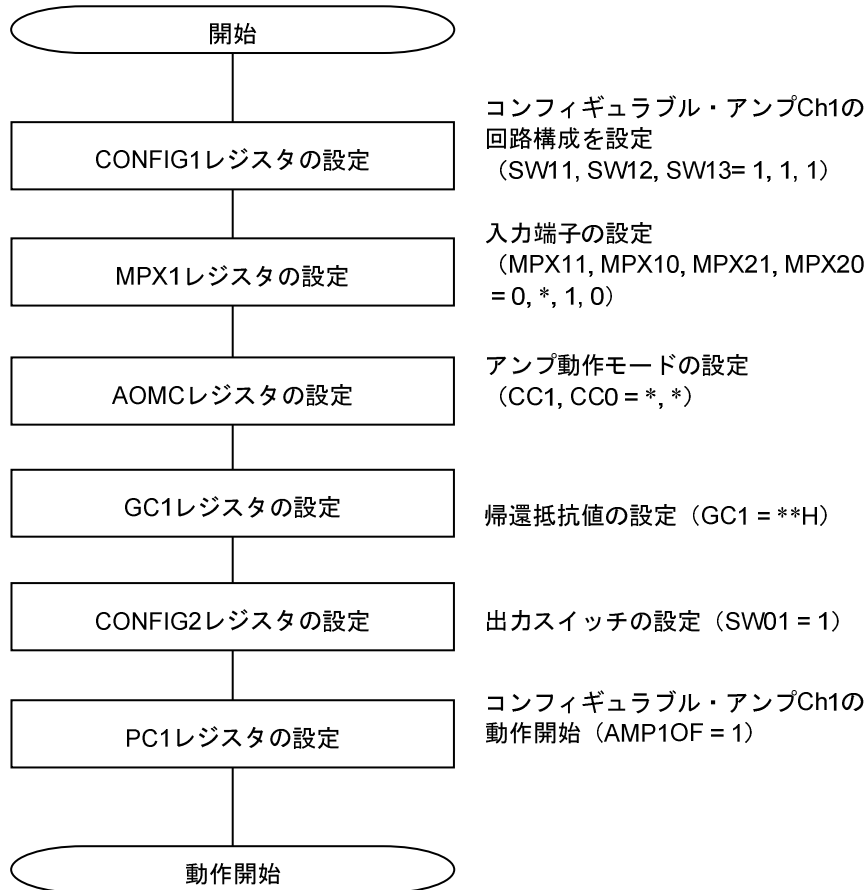 開始
CONFIG1レジスタの設定
コンフィギュラブル・アンプCh1の
回路構成を設定
（SW11, SW12, SW13= 1, 1, 1）
MPX1レジスタの設定
入力端子の設定
（MPX11, MPX10, MPX21, MPX20
= 0, *, 1, 0）
AOMCレジスタの設定
アンプ動作モードの設定
（CC1, CC0 = *, *）
GC1レジスタの設定
帰還抵抗値の設定（GC1 = **H）
CONFIG2レジスタの設定
出力スイッチの設定（SW01 = 1）
PC1レジスタの設定
コンフィギュラブル・アンプCh1の
動作開始（AMP1OF = 1）
動作開始